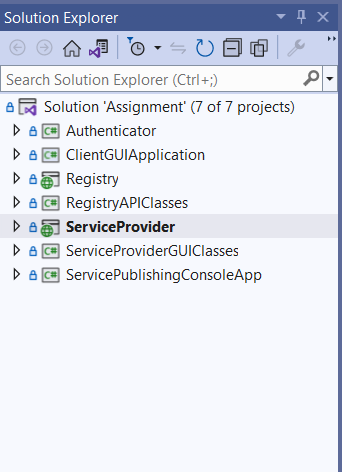 Solution Explorer
Search Solution Explorer (Ctrl+;)
Solution 'Assignment' (7 of 7 projects)
C# Authenticator
C# ClientGUIApplication
Registry
C# RegistryAPIClasses
ServiceProvider
C# ServiceProviderGUIClasses
C# ServicePublishingConsoleApp